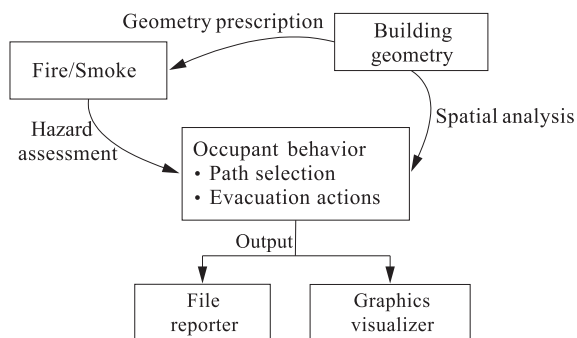 Geometry prescription
Building
geometry
Fire/Smoke
Spatial analysis
Hazard
assessment
Occupant behavior
• Path selection
• Evacuation actions
Output
File
reporter
Graphics
visualizer